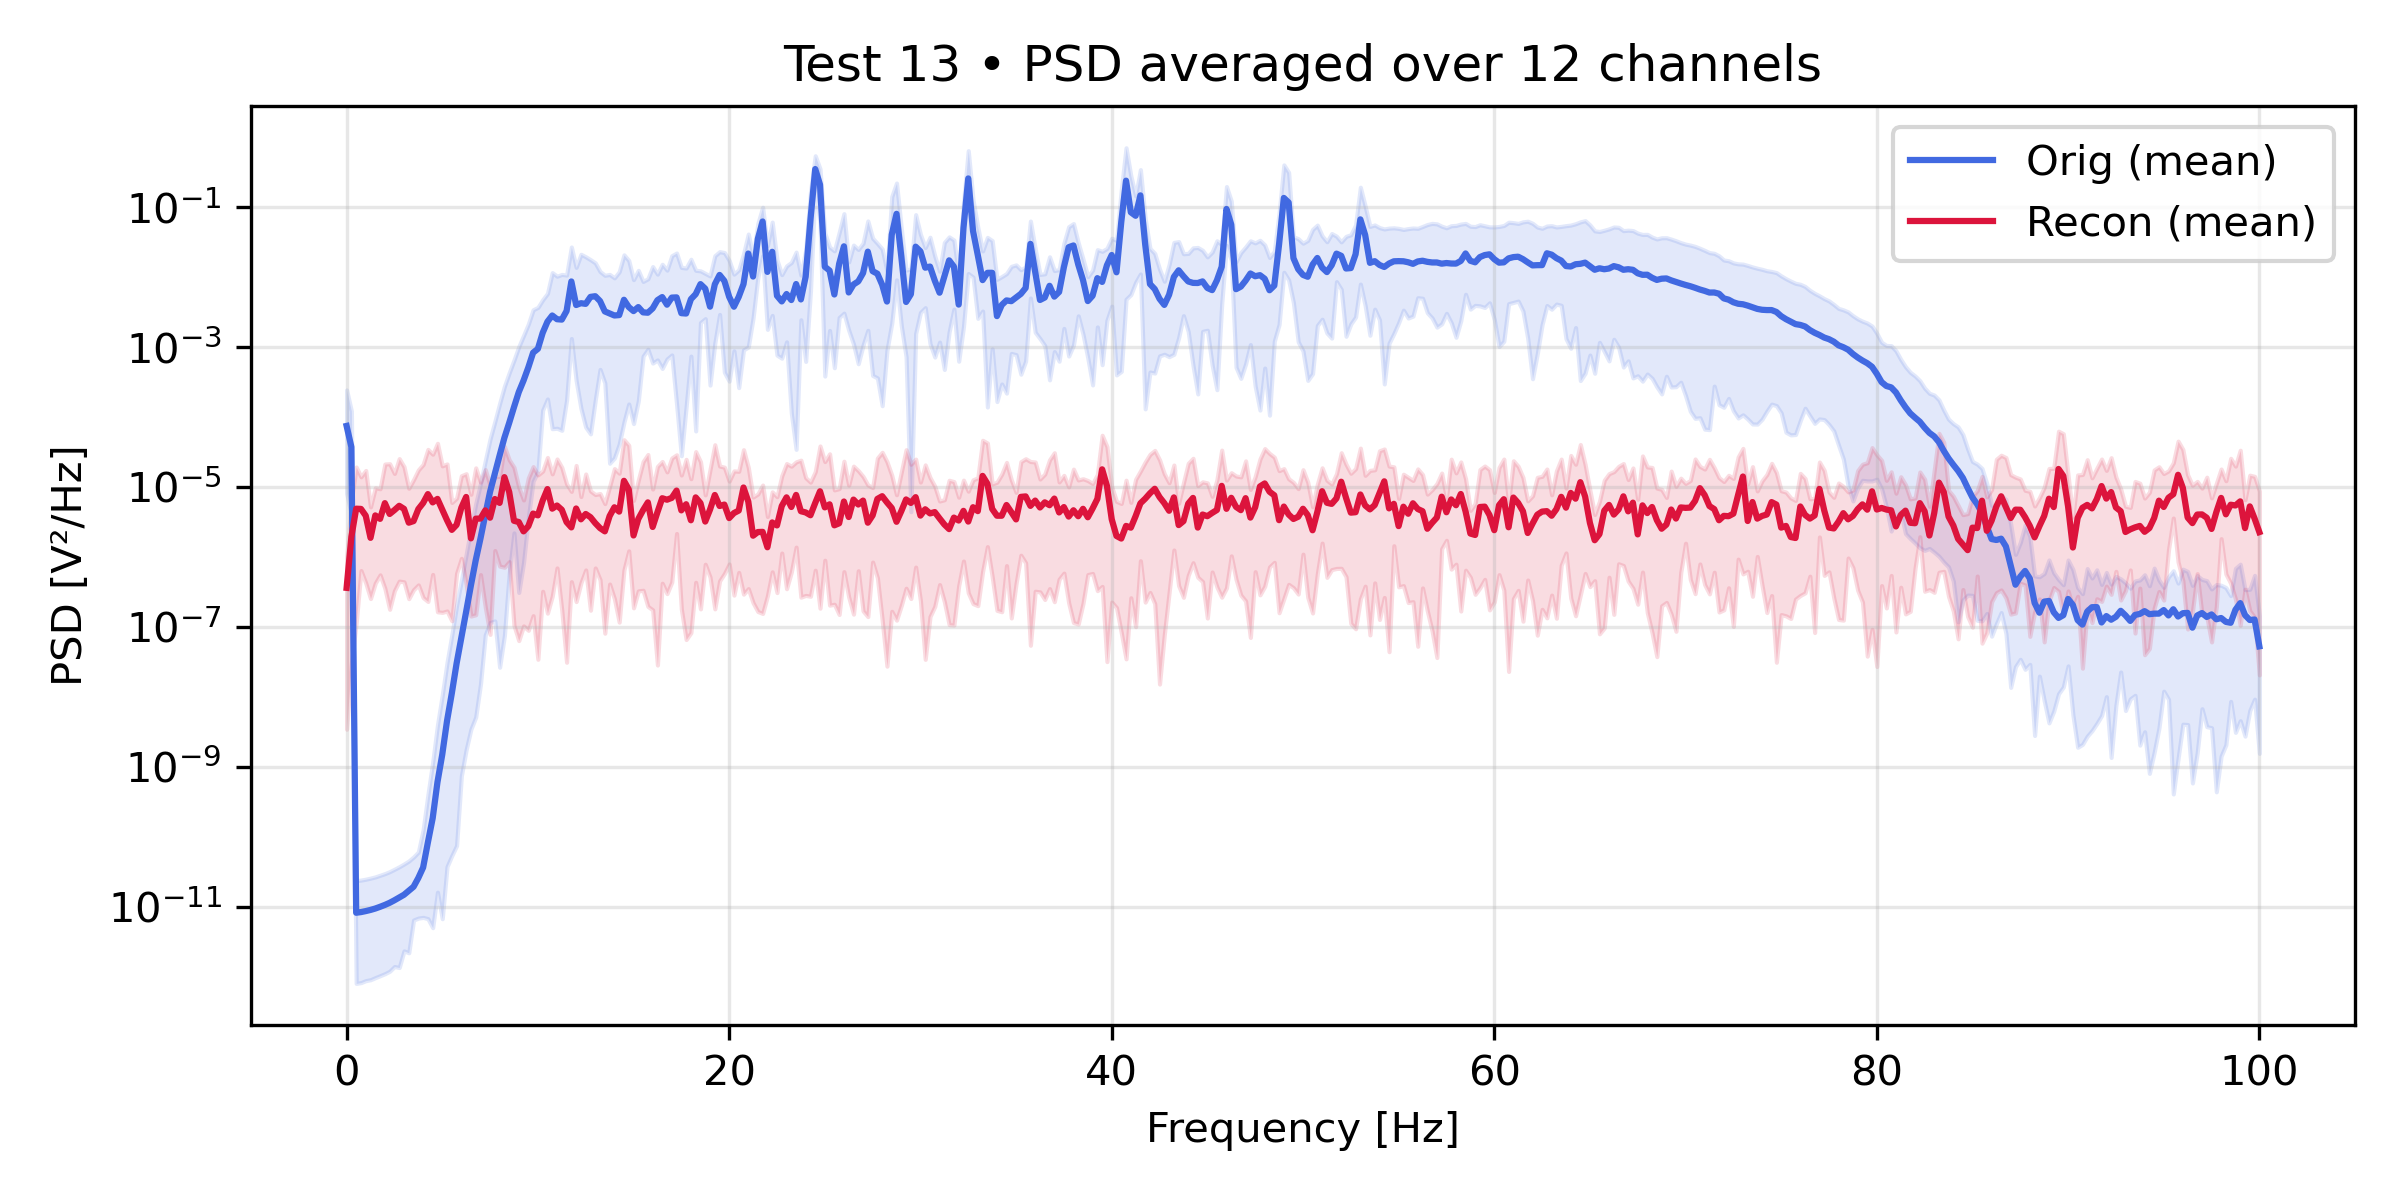 Test 13 • PSD averaged over 12 channels
PSD [V²/Hz]
10⁻¹
10⁻³
10⁻⁵
10⁻⁷
10⁻⁹
10⁻¹¹
Orig (mean)
Recon (mean)
0 20 40 60 80 100
Frequency [Hz]